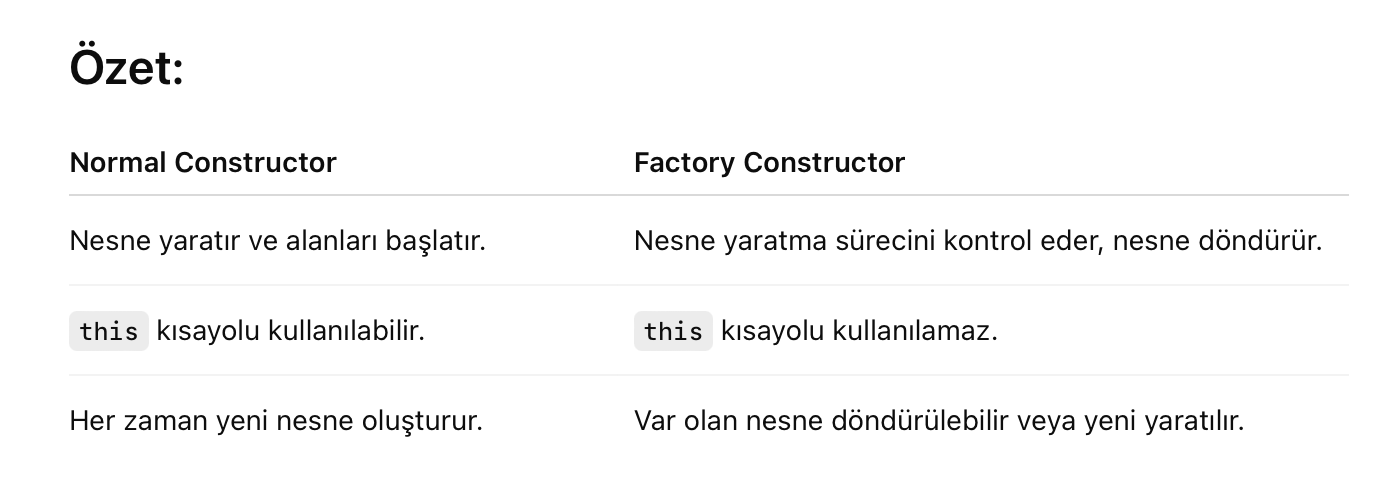 Özet:
Normal Constructor Factory Constructor
Nesne yaratır ve alanları başlatır. Nesne yaratma sürecini kontrol eder, nesne döndürür.
this kısayolu kullanılabilir. this kısayolu kullanılamaz.
Her zaman yeni nesne oluşturur. Var olan nesne döndürülebilir veya yeni yaratılır.